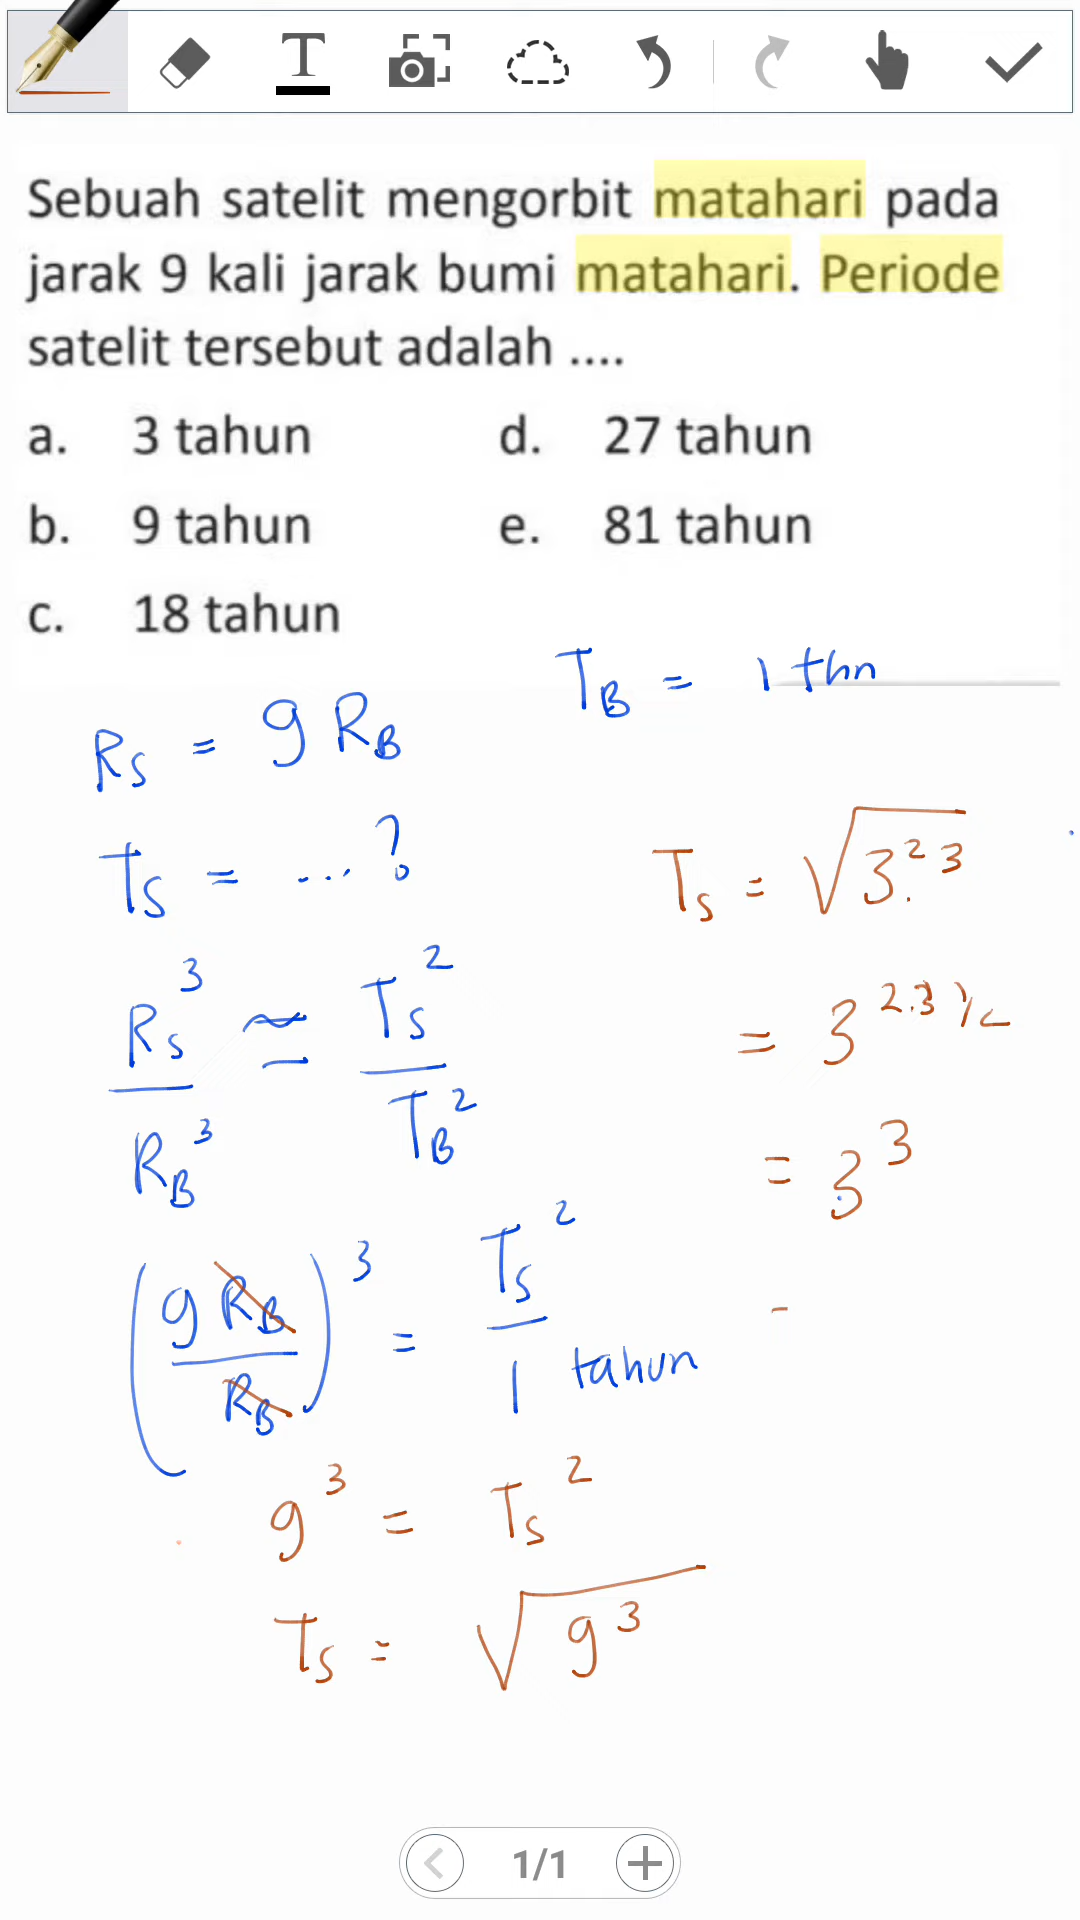 T
Sebuah satelit mengorbit matahari pada
jarak 9 kali jarak bumi matahari. Periode
satelit tersebut adalah ....
a. 3 tahun
b. 9 tahun
c. 18 tahun
d. 27 tahun
e. 81 tahun
T_B = 1 thn
R_S = 9 R_B
T_S = ... ?
R_S^3 / R_B^3 ≃ T_S^2 / T_B^2
(9 R_B / R_B)^3 = T_S^2 / 1 tahun
9^3 = T_S^2
T_S = √9^3
T_S = √3.^2 3
= 3^2.3 1/2
= 3^3
-
1/1